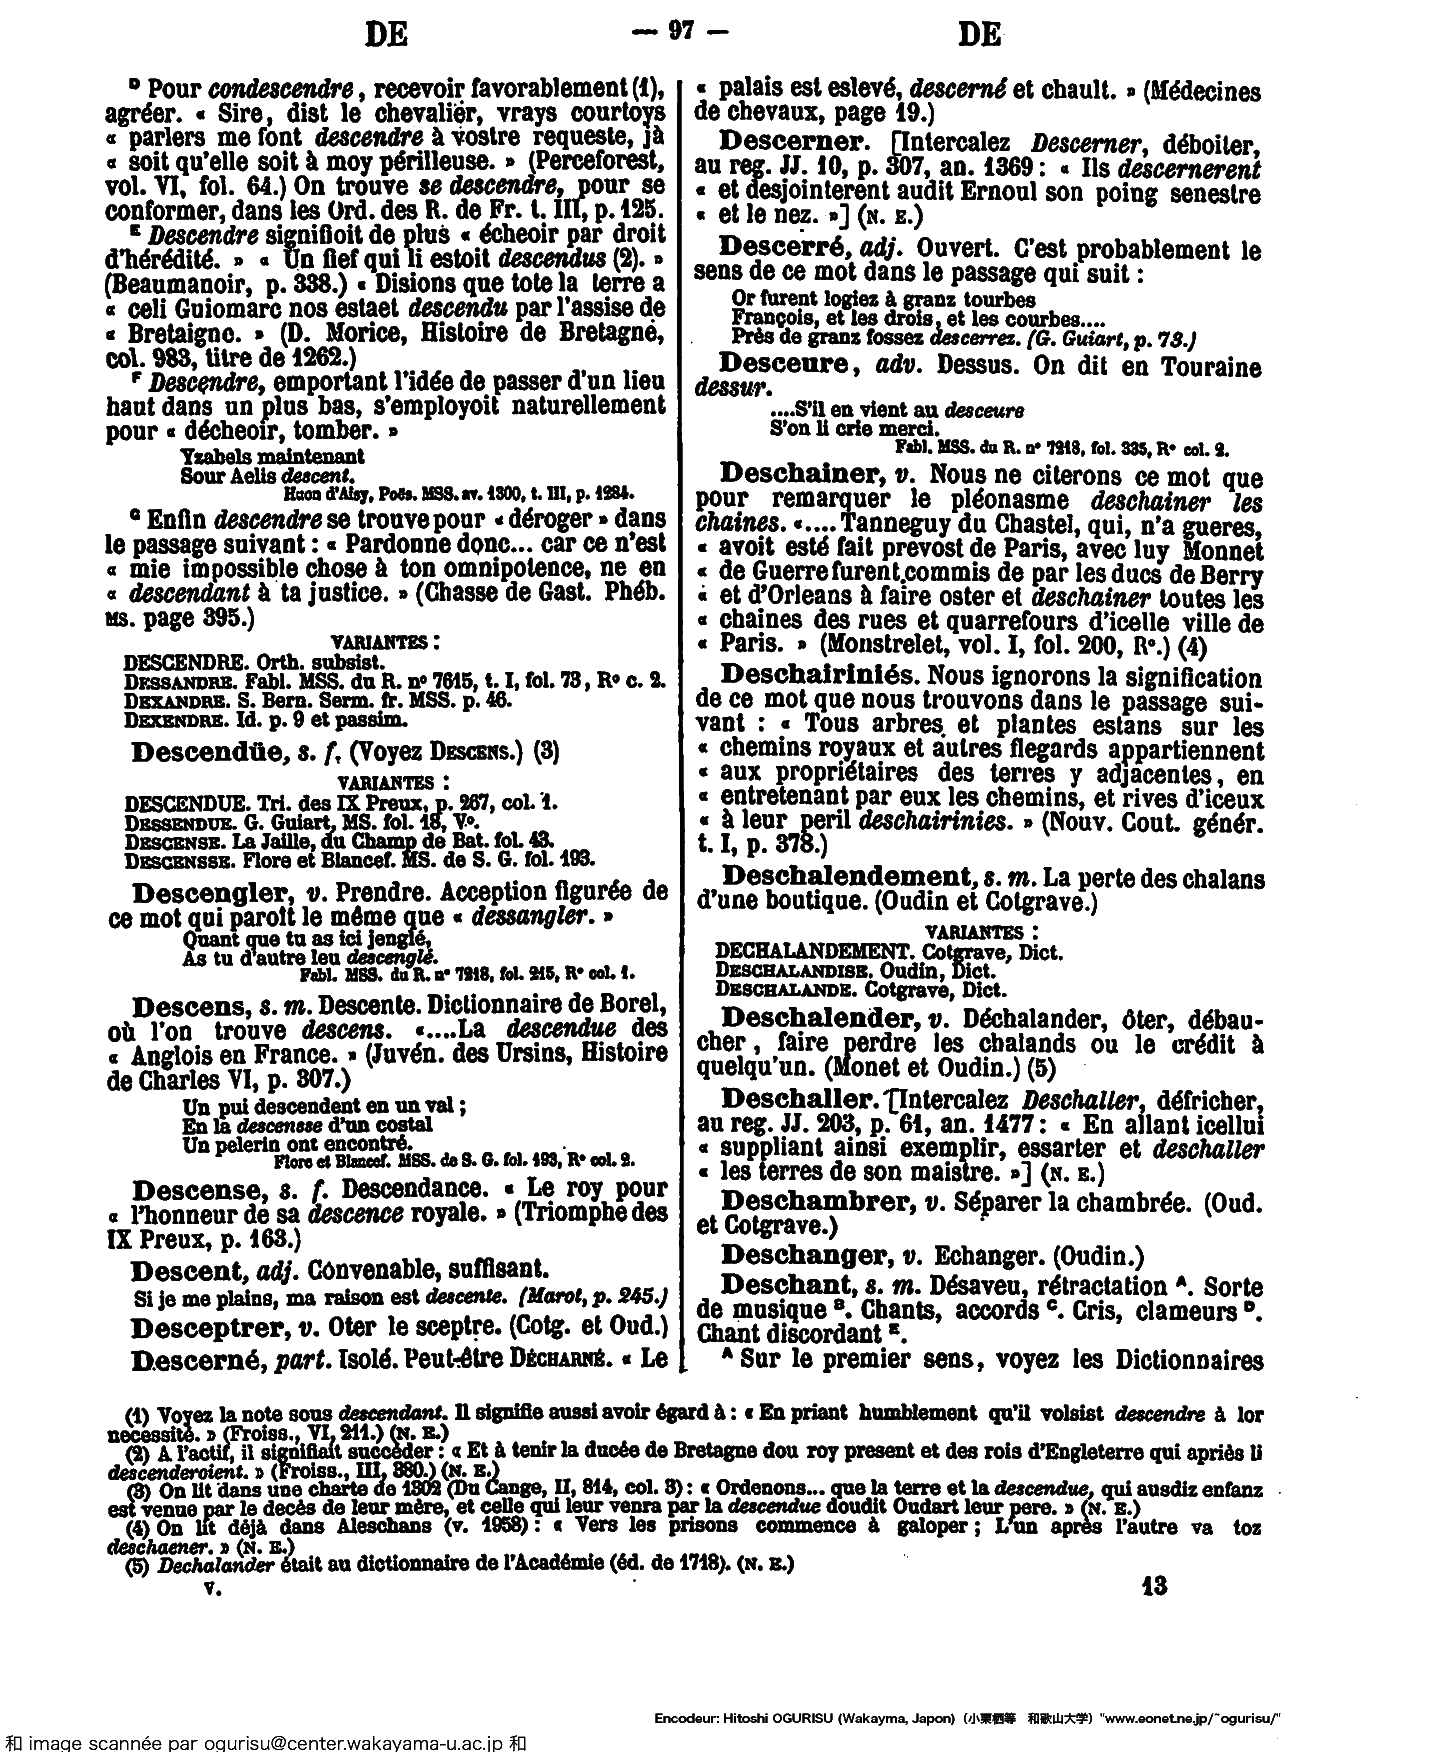 DE — 97 — DE
ᴰ Pour condescendre, recevoir favorablement (1),
agréer. « Sire, dist le chevalier, vrays courtoys
« parlers me font descendre à vostre requeste, jà
« soit qu'elle soit à moy périlleuse. » (Perceforest,
vol. VI, fol. 64.) On trouve se descendre, pour se
conformer, dans les Ord. des R. de Fr. t. III, p. 125.
ᴱ Descendre signifioit de plus « écheoir par droit
d'hérédité. » « Un fief qui li estoit descendus (2). »
(Beaumanoir, p. 338.) « Disions que tote la terre a
« celi Guiomarc nos estaet descendu par l'assise de
« Bretaigne. » (D. Morice, Histoire de Bretagne,
col. 983, titre de 1262.)
ꟳ Descendre, emportant l'idée de passer d'un lieu
haut dans un plus bas, s'employoit naturellement
pour « décheoir, tomber. »
Yzabels maintenant
Sour Aelis descent.
Huon d'Aisy, Poës. MSS. av. 1300, t. III, p. 1284.
ᴳ Enfin descendre se trouve pour « déroger » dans
le passage suivant : « Pardonne donc... car ce n'est
« mie impossible chose à ton omnipotence, ne en
« descendant à ta justice. » (Chasse de Gast. Phéb.
MS. page 395.)
VARIANTES :
DESCENDRE. Orth. subsist.
DESSANDRE. Fabl. MSS. du R. nº 7615, t. I, fol. 73, Rº c. 2.
DEXANDRE. S. Bern. Serm. fr. MSS. p. 46.
DEXENDRE. Id. p. 9 et passim.
Descendüe, s. f. (Voyez DESCENS.) (3)
VARIANTES :
DESCENDUE. Tri. des IX Preux, p. 267, col. 1.
DESSENDUE. G. Guiart, MS. fol. 18, Vº.
DESCENSE. La Jaille, du Champ de Bat. fol. 43.
DESCENSSE. Flore et Blancef. MS. de S. G. fol. 193.
Descengler, v. Prendre. Acception figurée de
ce mot qui paroît le même que « dessangler. »
Quant que tu as ici jenglé,
As tu d'autre leu descenglé.
Fabl. MSS. du R. nº 7218, fol. 215, Rº col. 1.
Descens, s. m. Descente. Dictionnaire de Borel,
où l'on trouve descens. «....La descendue des
« Anglois en France. » (Juvén. des Ursins, Histoire
de Charles VI, p. 307.)
Un pui descendent en un val ;
En la descensse d'un costal
Un pelerin ont encontré.
Flore et Blancef. MSS. de S. G. fol. 193, Rº col. 2.
Descense, s. f. Descendance. « Le roy pour
« l'honneur de sa descence royale. » (Triomphe des
IX Preux, p. 163.)
Descent, adj. Convenable, suffisant.
Si je me plains, ma raison est descente. (Marot, p. 245.)
Desceptrer, v. Oter le sceptre. (Cotg. et Oud.)
Descerné, part. Isolé. Peut-être DÉCHARNÉ. « Le
« palais est eslevé, descerné et chault. » (Médecines
de chevaux, page 19.)
Descerner. [Intercalez Descerner, déboiter,
au reg. JJ. 10, p. 307, an. 1369 : « Ils descernerent
« et desjointerent audit Ernoul son poing senestre
« et le nez. »] (N. E.)
Descerré, adj. Ouvert. C'est probablement le
sens de ce mot dans le passage qui suit :
Or furent logiez à granz tourbes
François, et les drois, et les courbes....
Près de granz fossez descerrez. (G. Guiart, p. 73.)
Desceure, adv. Dessus. On dit en Touraine
dessur.
....S'il en vient au desceure
S'on li crie merci.
Fabl. MSS. du R. nº 7218, fol. 335, Rº col. 2.
Deschainer, v. Nous ne citerons ce mot que
pour remarquer le pléonasme deschainer les
chaines. «.... Tanneguy du Chastel, qui, n'a gueres,
« avoit esté fait prevost de Paris, avec luy Monnet
« de Guerre furent commis de par les ducs de Berry
« et d'Orleans à faire oster et deschainer toutes les
« chaines des rues et quarrefours d'icelle ville de
« Paris. » (Monstrelet, vol. I, fol. 200, Rº.) (4)
Deschairiniés. Nous ignorons la signification
de ce mot que nous trouvons dans le passage sui-
vant : « Tous arbres et plantes estans sur les
« chemins royaux et autres flegards appartiennent
« aux propriétaires des terres y adjacentes, en
« entretenant par eux les chemins, et rives d'iceux
« à leur peril deschairinies. » (Nouv. Cout. génér.
t. I, p. 378.)
Deschalendement, s. m. La perte des chalans
d'une boutique. (Oudin et Cotgrave.)
VARIANTES :
DECHALANDEMENT. Cotgrave, Dict.
DESCHALANDISE. Oudin, Dict.
DESCHALANDE. Cotgrave, Dict.
Deschalender, v. Déchalander, ôter, débau-
cher, faire perdre les chalands ou le crédit à
quelqu'un. (Monet et Oudin.) (5)
Deschaller. [Intercalez Deschaller, défricher,
au reg. JJ. 203, p. 61, an. 1477 : « En allant icellui
« suppliant ainsi exemplir, essarter et deschaller
« les terres de son maistre. »] (N. E.)
Deschambrer, v. Séparer la chambrée. (Oud.
et Cotgrave.)
Deschanger, v. Echanger. (Oudin.)
Deschant, s. m. Désaveu, rétractation ᴬ. Sorte
de musique ᴮ. Chants, accords ᶜ. Cris, clameurs ᴰ.
Chant discordant ᴱ.
ᴬ Sur le premier sens, voyez les Dictionnaires
(1) Voyez la note sous descendant. Il signifie aussi avoir égard à : « En priant humblement qu'il volsist descendre à lor
necessité. » (Froiss., VI, 211.) (N. E.)
(2) A l'actif, il signifiait succéder : « Et à tenir la ducée de Bretagne dou roy present et des rois d'Engleterre qui apriès li
descenderoient. » (Froiss., III, 380.) (N. E.)
(3) On lit dans une charte de 1302 (Du Cange, II, 814, col. 3) : « Ordenons... que la terre et la descendue, qui ausdiz enfanz
est venue par le decès de leur mère, et celle qui leur venra par la descendue doudit Oudart leur pere. » (N. E.)
(4) On lit déjà dans Aleschans (v. 1958) : « Vers les prisons commence à galoper ; L'un après l'autre va toz
deschaener. » (N. E.)
(5) Dechalander était au dictionnaire de l'Académie (éd. de 1718). (N. E.)
V. 13
Encodeur: Hitoshi OGURISU (Wakayma, Japon) (小栗栖等 和歌山大学) "www.eonet.ne.jp/~ogurisu/"
和 image scannée par ogurisu@center.wakayama-u.ac.jp 和